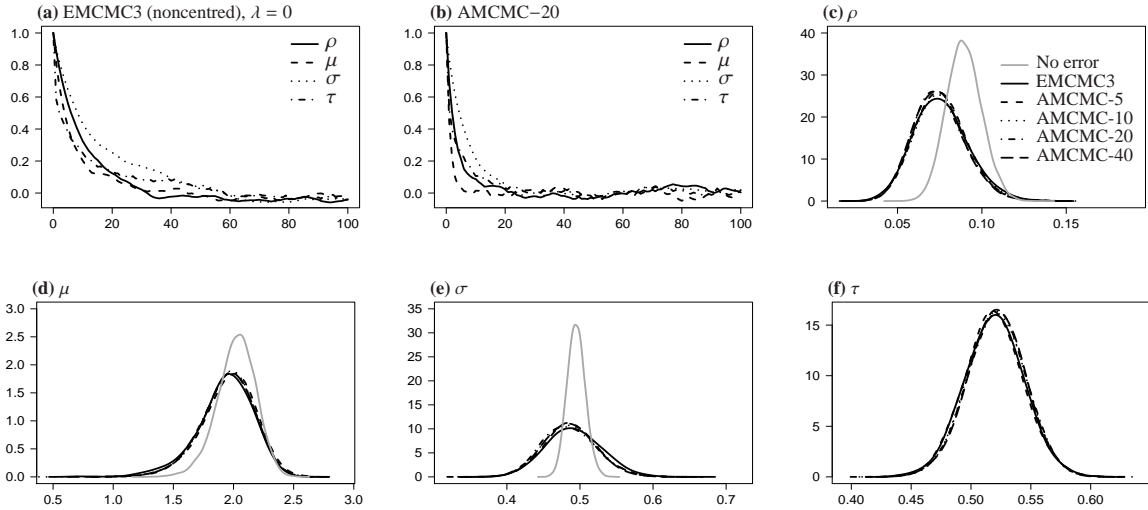 (a) EMCMC3 (noncentred), λ = 0
1.0
0.8
0.6
0.4
0.2
0.0
ρ
μ
σ
τ
0 20 40 60 80 100
(b) AMCMC−20
1.0
0.8
0.6
0.4
0.2
0.0
ρ
μ
σ
τ
0 20 40 60 80 100
(c) ρ
40
30
20
10
0
No error
EMCMC3
AMCMC-5
AMCMC-10
AMCMC-20
AMCMC-40
0.05 0.10 0.15
(d) μ
3.0
2.5
2.0
1.5
1.0
0.5
0.0
0.5 1.0 1.5 2.0 2.5 3.0
(e) σ
35
30
25
20
15
10
5
0
0.4 0.5 0.6 0.7
(f) τ
15
10
5
0
0.40 0.45 0.50 0.55 0.60